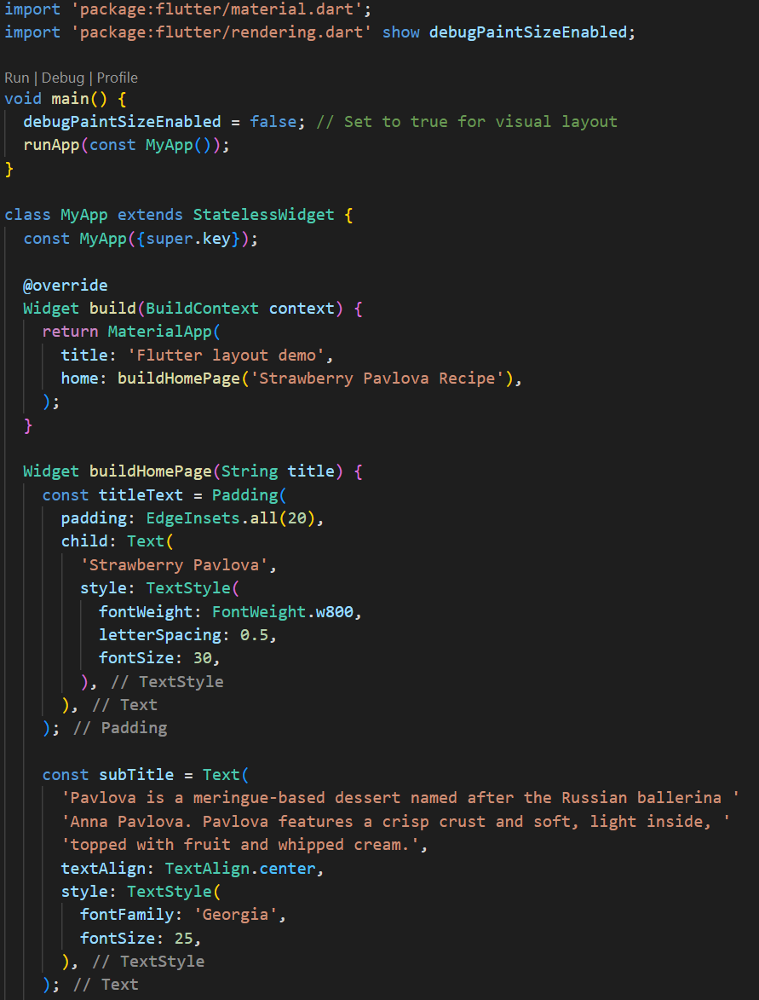 import 'package:flutter/material.dart';
import 'package:flutter/rendering.dart' show debugPaintSizeEnabled;
Run | Debug | Profile
void main() {
  debugPaintSizeEnabled = false; // Set to true for visual layout
  runApp(const MyApp());
}
class MyApp extends StatelessWidget {
  const MyApp({super.key});
  @override
  Widget build(BuildContext context) {
    return MaterialApp(
      title: 'Flutter layout demo',
      home: buildHomePage('Strawberry Pavlova Recipe'),
    );
  }
  Widget buildHomePage(String title) {
    const titleText = Padding(
      padding: EdgeInsets.all(20),
      child: Text(
        'Strawberry Pavlova',
        style: TextStyle(
          fontWeight: FontWeight.w800,
          letterSpacing: 0.5,
          fontSize: 30,
        ), // TextStyle
      ), // Text
    ); // Padding
    const subTitle = Text(
      'Pavlova is a meringue-based dessert named after the Russian ballerina '
      'Anna Pavlova. Pavlova features a crisp crust and soft, light inside, '
      'topped with fruit and whipped cream.',
      textAlign: TextAlign.center,
      style: TextStyle(
        fontFamily: 'Georgia',
        fontSize: 25,
      ), // TextStyle
    ); // Text